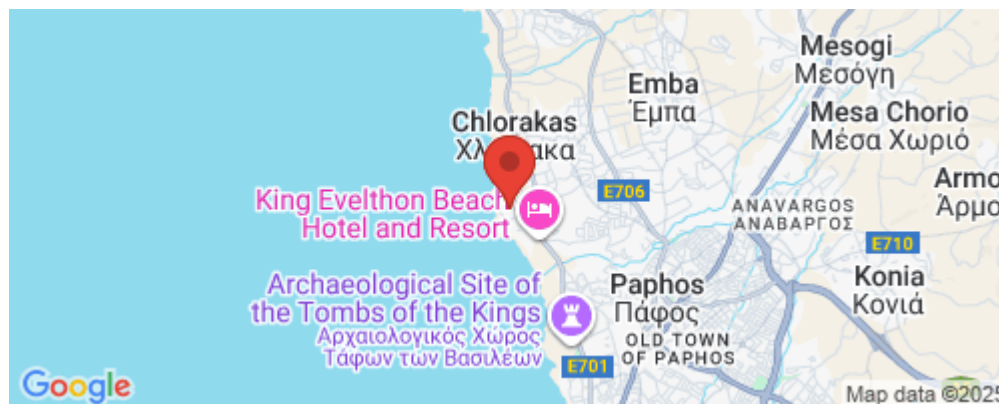 Mesogi
Μεσόγη
Emba
Έμπα
Mesa Chorio
Μέσα Χωριό
Chlorakas
King Evelthon Beach
Hotel and Resort
E706
ANAVARGOS
ΑΝΑΒΑΡΓΟΣ
E710
Archaeological Site of
the Tombs of the Kings
Αρχαιολογικός Χώρος
Τάφων των Βασιλέων
Paphos
Πάφος
OLD TOWN
OF PAPHOS
Konia
Κονιά
E701
Google
Map data ©2025